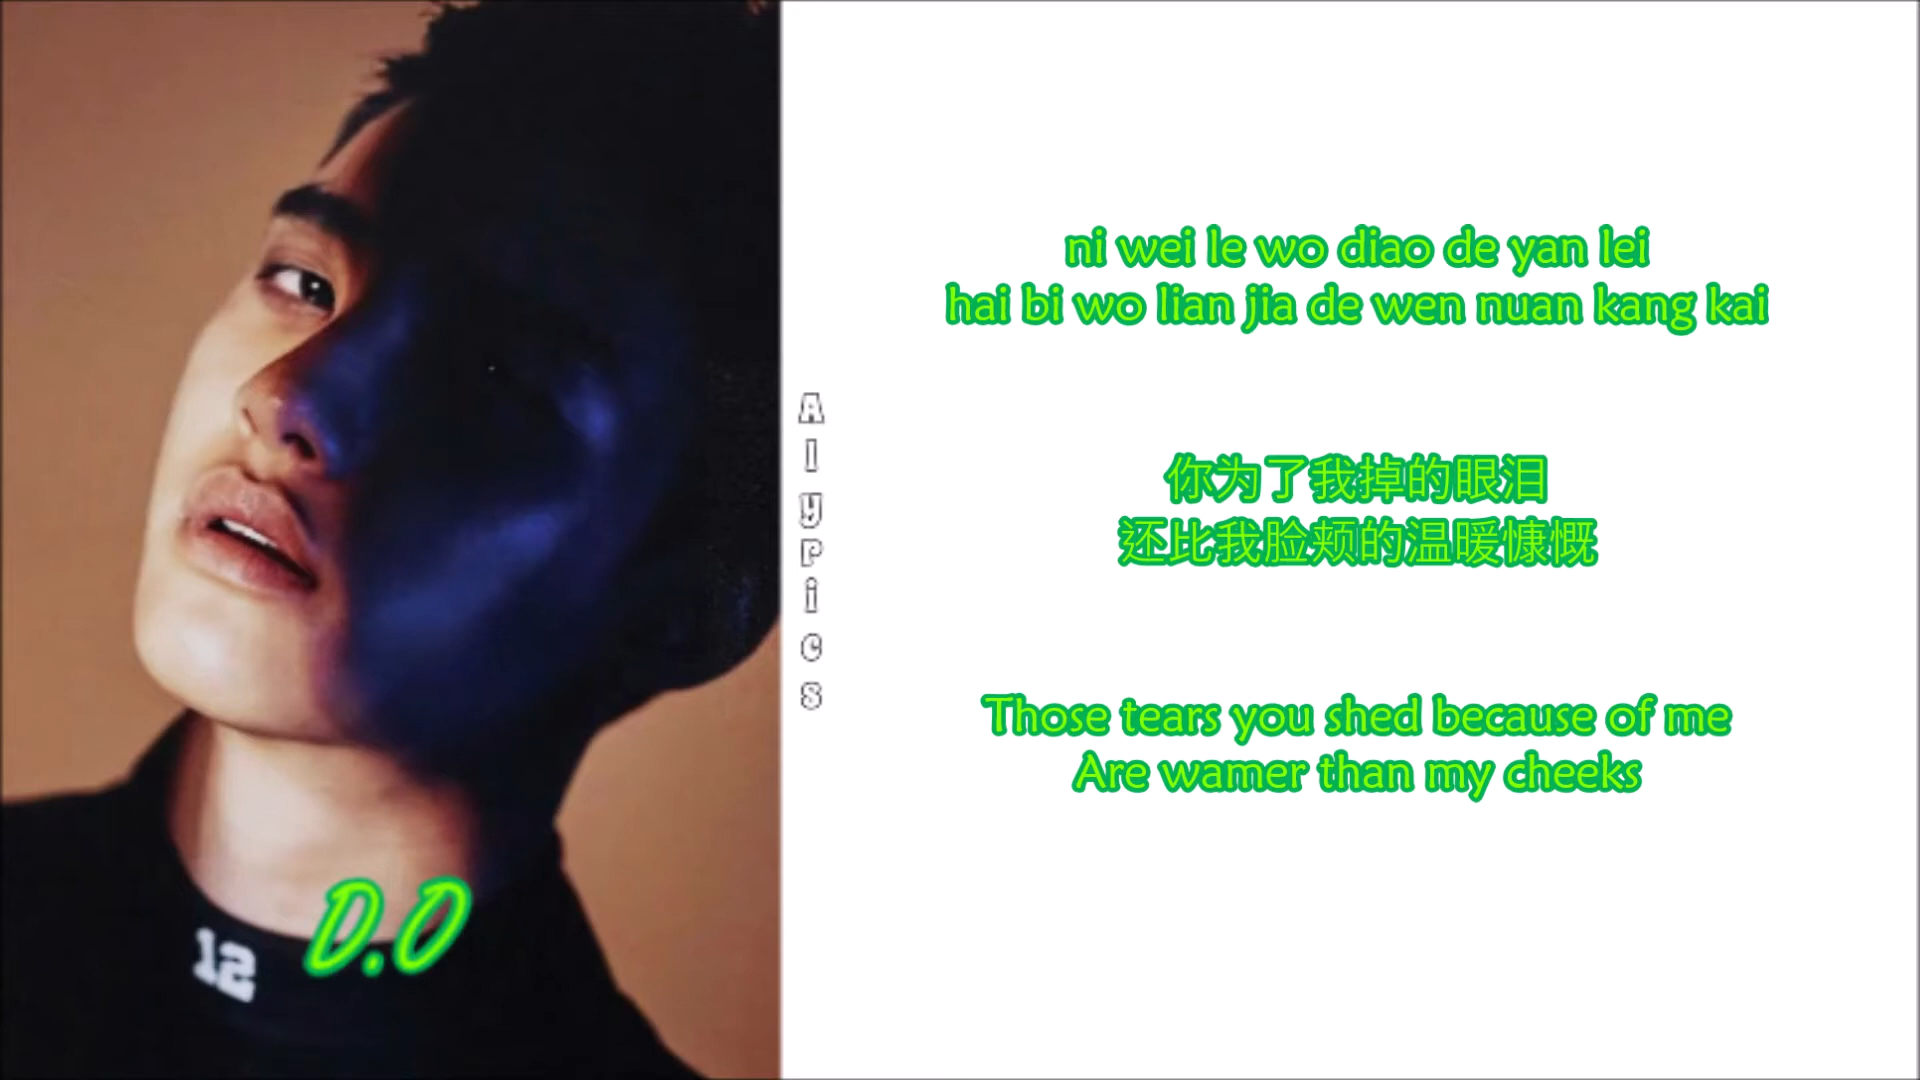 ni wei le wo diao de yan lei
hai bi wo lian jia de wen nuan kang kai
你为了我掉的眼泪
还比我脸颊的温暖慷慨
Those tears you shed because of me
Are wamer than my cheeks
AlyPics
D.O
12